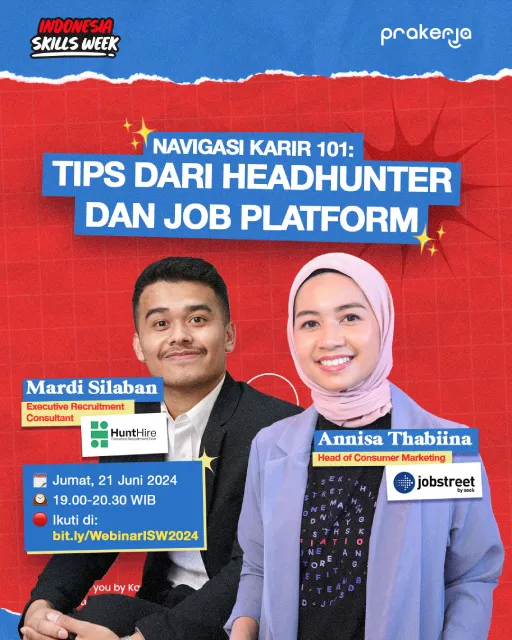 INDONESIA
SKILLS WEEK
prakerja
NAVIGASI KARIR 101:
TIPS DARI HEADHUNTER
DAN JOB PLATFORM
Mardi Silaban
Executive Recruitment
Consultant
HuntHire
Annisa Thabiina
Head of Consumer Marketing
jobstreet
by seek
Jumat, 21 Juni 2024
19.00-20.30 WIB
Ikuti di:
bit.ly/WebinarISW2024
you by